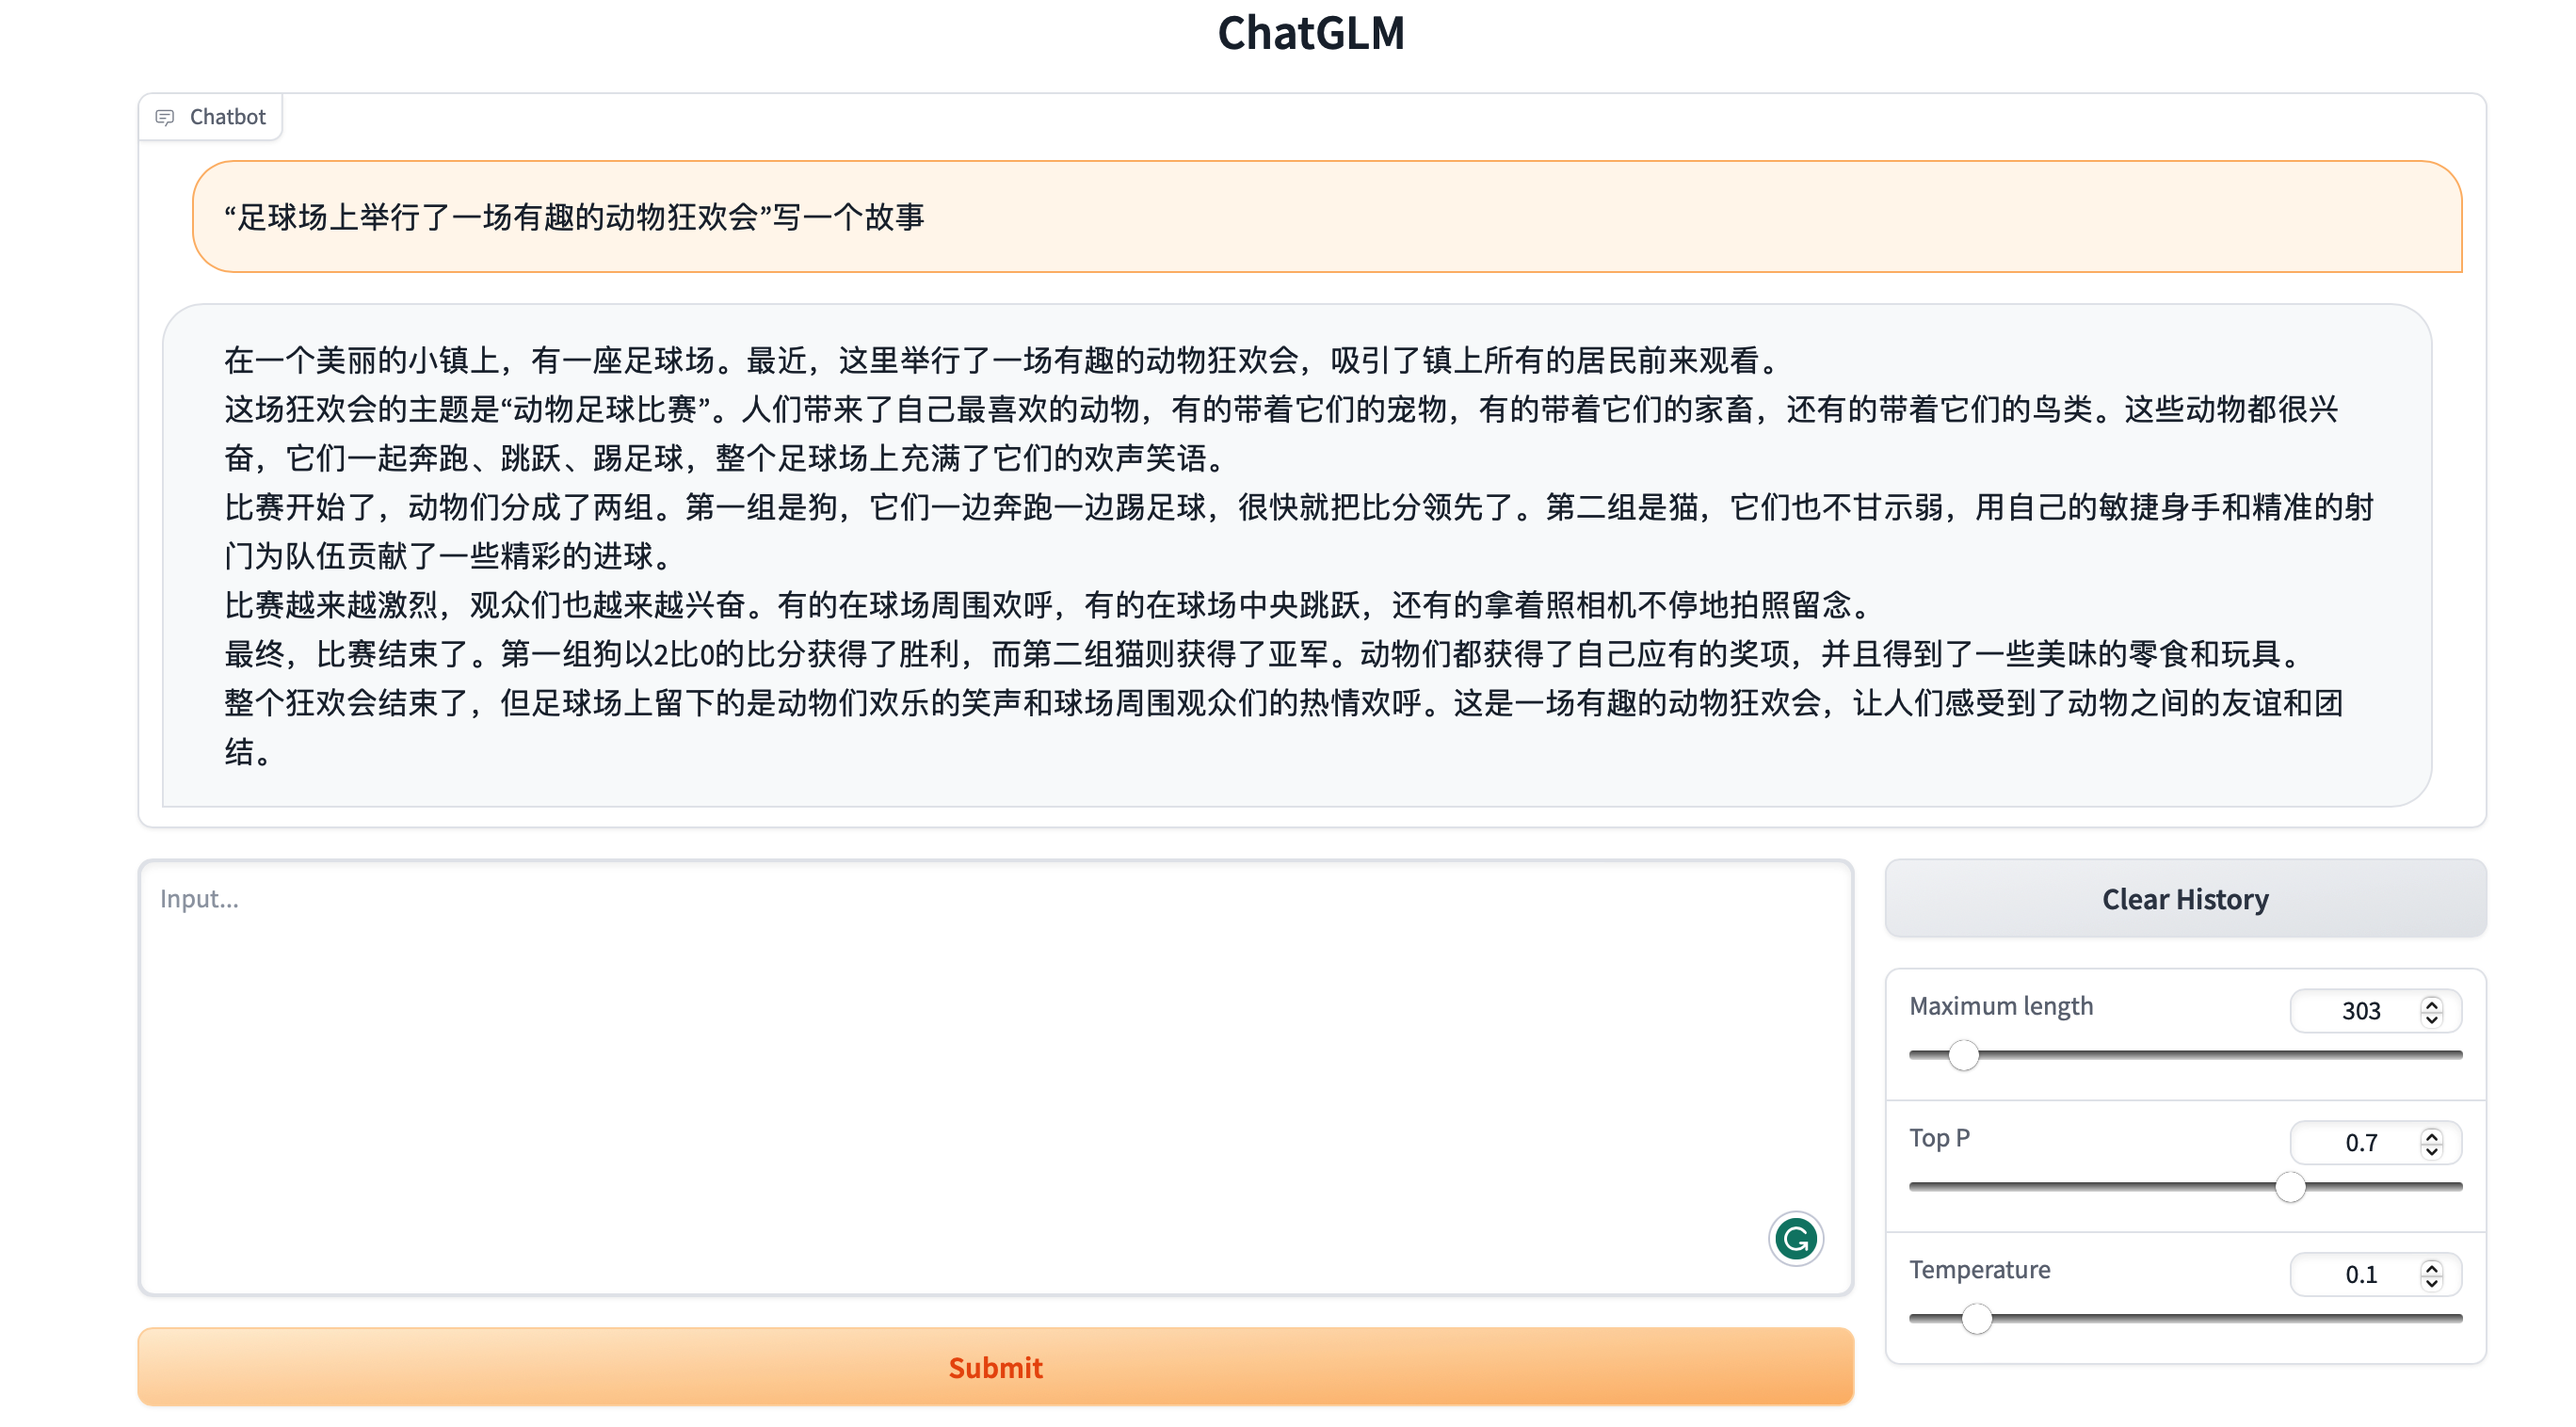 ChatGLM
Chatbot
“足球场上举行了一场有趣的动物狂欢会”写一个故事
在一个美丽的小镇上，有一座足球场。最近，这里举行了一场有趣的动物狂欢会，吸引了镇上所有的居民前来观看。
这场狂欢会的主题是“动物足球比赛”。人们带来了自己最喜欢的动物，有的带着它们的宠物，有的带着它们的家畜，还有的带着它们的鸟类。这些动物都很兴
奋，它们一起奔跑、跳跃、踢足球，整个足球场上充满了它们的欢声笑语。
比赛开始了，动物们分成了两组。第一组是狗，它们一边奔跑一边踢足球，很快就把比分领先了。第二组是猫，它们也不甘示弱，用自己的敏捷身手和精准的射
门为队伍贡献了一些精彩的进球。
比赛越来越激烈，观众们也越来越兴奋。有的在球场周围欢呼，有的在球场中央跳跃，还有的拿着照相机不停地拍照留念。
最终，比赛结束了。第一组狗以2比0的比分获得了胜利，而第二组猫则获得了亚军。动物们都获得了自己应有的奖项，并且得到了一些美味的零食和玩具。
整个狂欢会结束了，但足球场上留下的是动物们欢乐的笑声和球场周围观众们的热情欢呼。这是一场有趣的动物狂欢会，让人们感受到了动物之间的友谊和团
结。
Input...
Clear History
Maximum length
303
Top P
0.7
Temperature
0.1
Submit